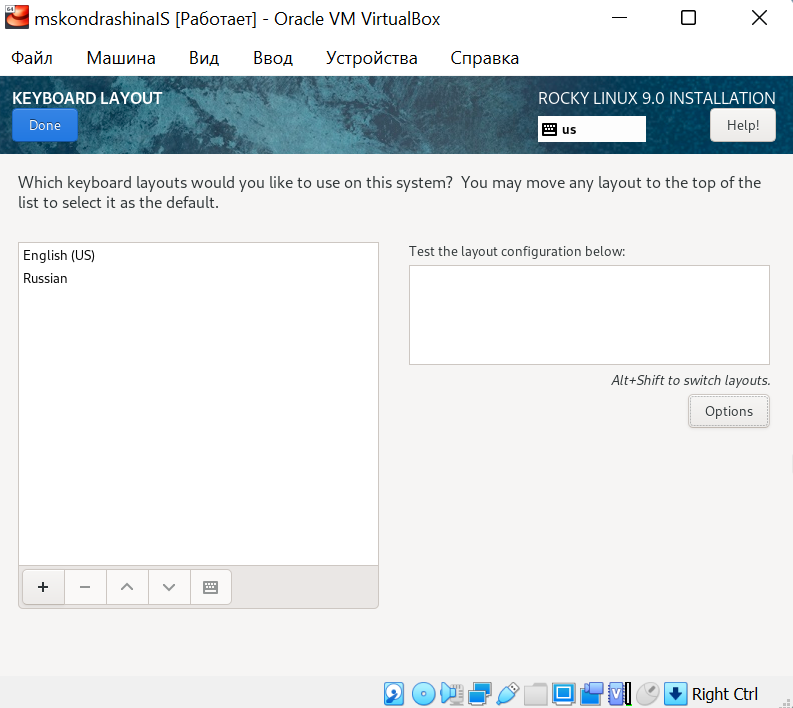 mskondrashinaIS [Работает] - Oracle VM VirtualBox
Файл Машина Вид Ввод Устройства Справка
KEYBOARD LAYOUT
ROCKY LINUX 9.0 INSTALLATION
Done
us
Help!
Which keyboard layouts would you like to use on this system?  You may move any layout to the top of the
list to select it as the default.
English (US)
Russian
Test the layout configuration below:
Alt+Shift to switch layouts.
Options
Right Ctrl